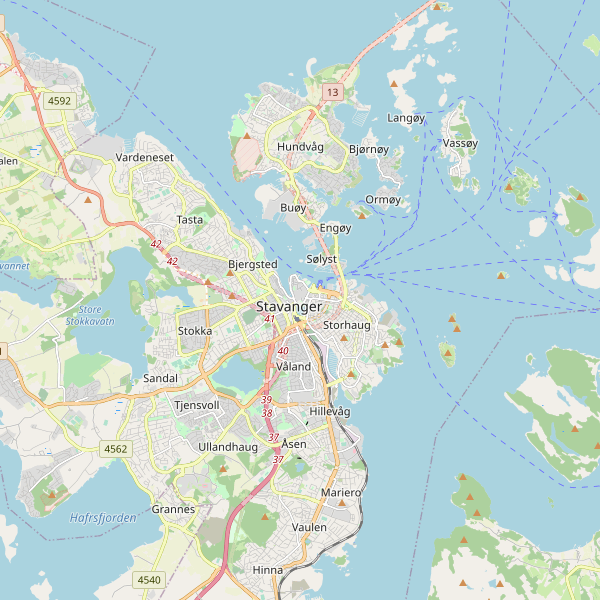 13
4592
Langøy
Vassøy
Hundvåg
Bjørnøy
Vardeneset
alen
Ormøy
Buøy
Tasta
Engøy
42
Sølyst
42
Bjergsted
vannet
Store
Stokkavatn
41
Stavanger
Stokka
Storhaug
40
Våland
Sandal
39
Tjensvoll
38
Hillevåg
37
Ullandhaug
Åsen
4562
37
Mariero
Grannes
Hafrsfjorden
Vaulen
Hinna
4540